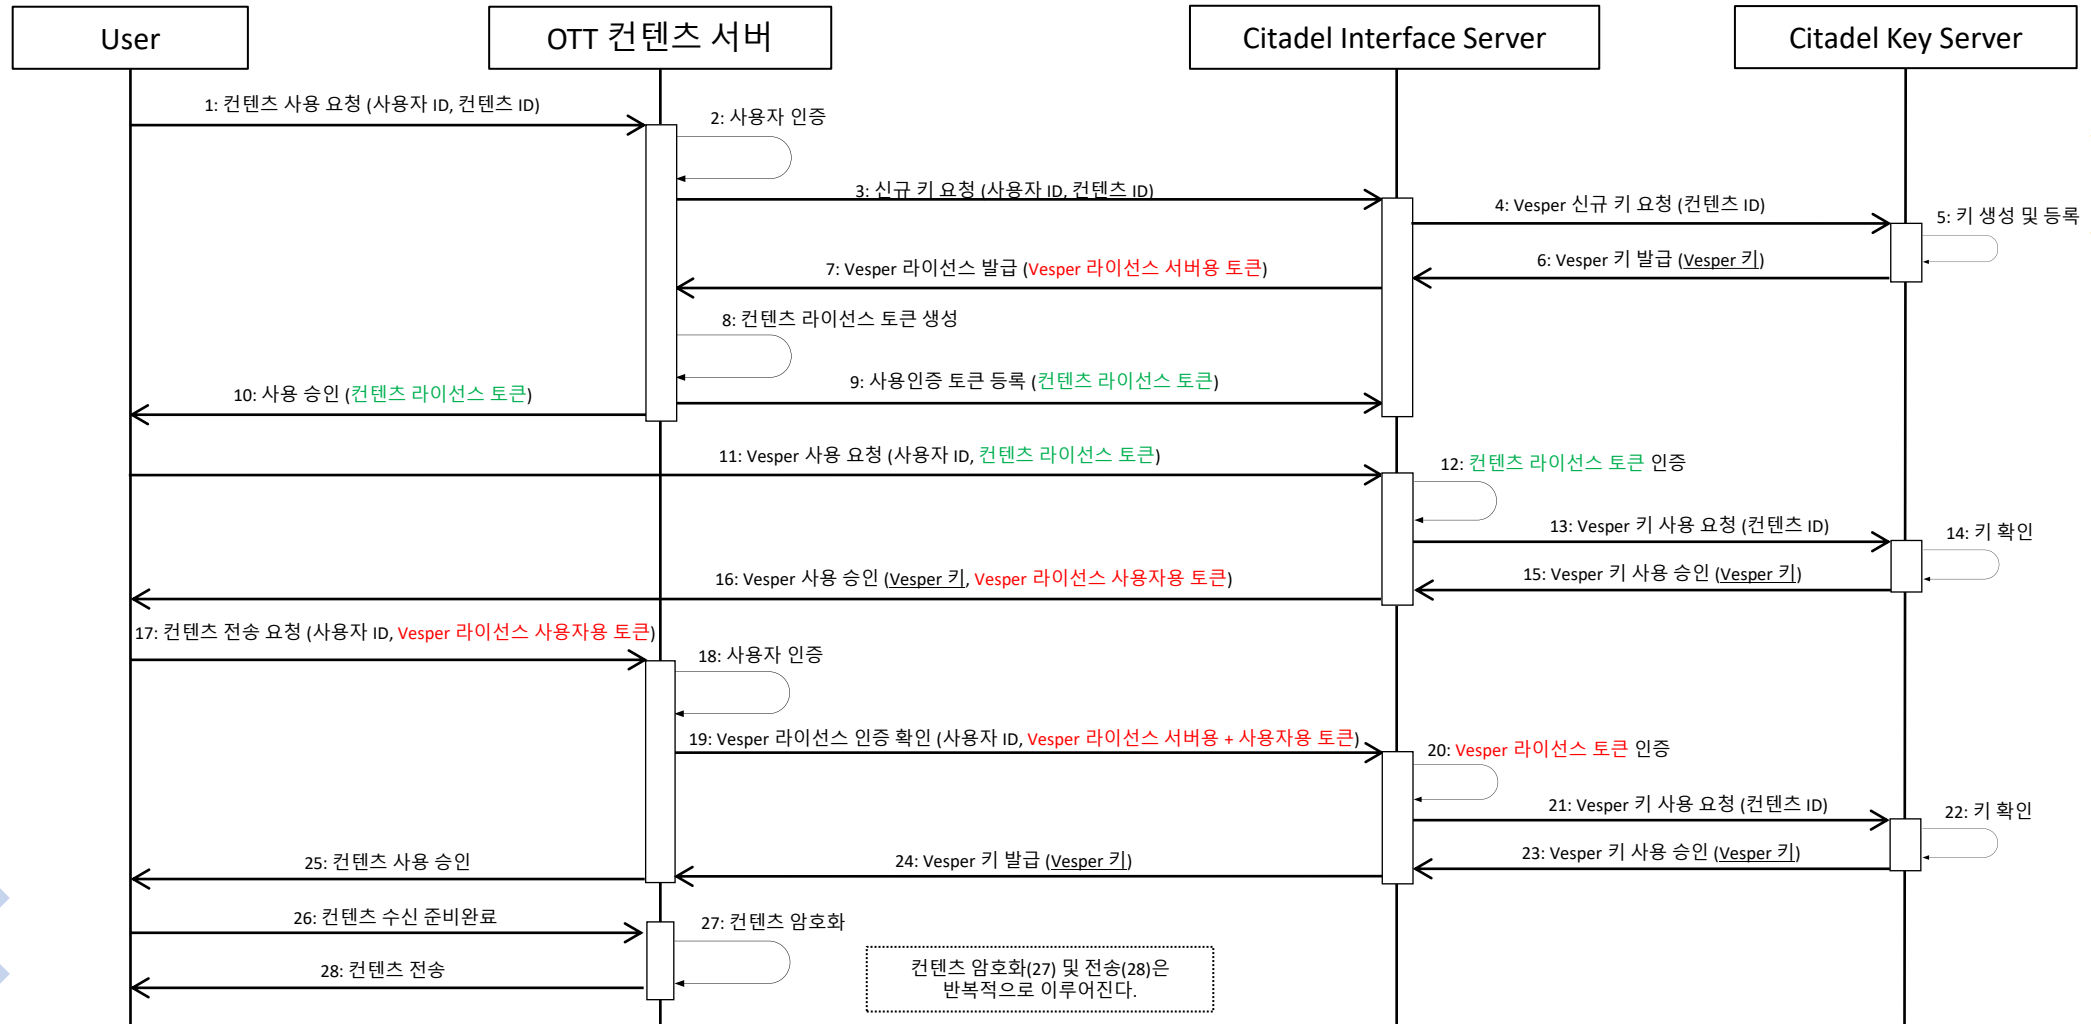 User
OTT 컨텐츠 서버
Citadel Interface Server
Citadel Key Server
1: 컨텐츠 사용 요청 (사용자 ID, 컨텐츠 ID)
2: 사용자 인증
3: 신규 키 요청 (사용자 ID, 컨텐츠 ID)
4: Vesper 신규 키 요청 (컨텐츠 ID)
5: 키 생성 및 등록
6: Vesper 키 발급 (Vesper 키)
7: Vesper 라이선스 발급 (Vesper 라이선스 서버용 토큰)
8: 컨텐츠 라이선스 토큰 생성
9: 사용인증 토큰 등록 (컨텐츠 라이선스 토큰)
10: 사용 승인 (컨텐츠 라이선스 토큰)
11: Vesper 사용 요청 (사용자 ID, 컨텐츠 라이선스 토큰)
12: 컨텐츠 라이선스 토큰 인증
13: Vesper 키 사용 요청 (컨텐츠 ID)
14: 키 확인
15: Vesper 키 사용 승인 (Vesper 키)
16: Vesper 사용 승인 (Vesper 키, Vesper 라이선스 사용자용 토큰)
17: 컨텐츠 전송 요청 (사용자 ID, Vesper 라이선스 사용자용 토큰)
18: 사용자 인증
19: Vesper 라이선스 인증 확인 (사용자 ID, Vesper 라이선스 서버용 + 사용자용 토큰)
20: Vesper 라이선스 토큰 인증
21: Vesper 키 사용 요청 (컨텐츠 ID)
22: 키 확인
23: Vesper 키 사용 승인 (Vesper 키)
24: Vesper 키 발급 (Vesper 키)
25: 컨텐츠 사용 승인
26: 컨텐츠 수신 준비완료
27: 컨텐츠 암호화
28: 컨텐츠 전송
컨텐츠 암호화(27) 및 전송(28)은
반복적으로 이루어진다.